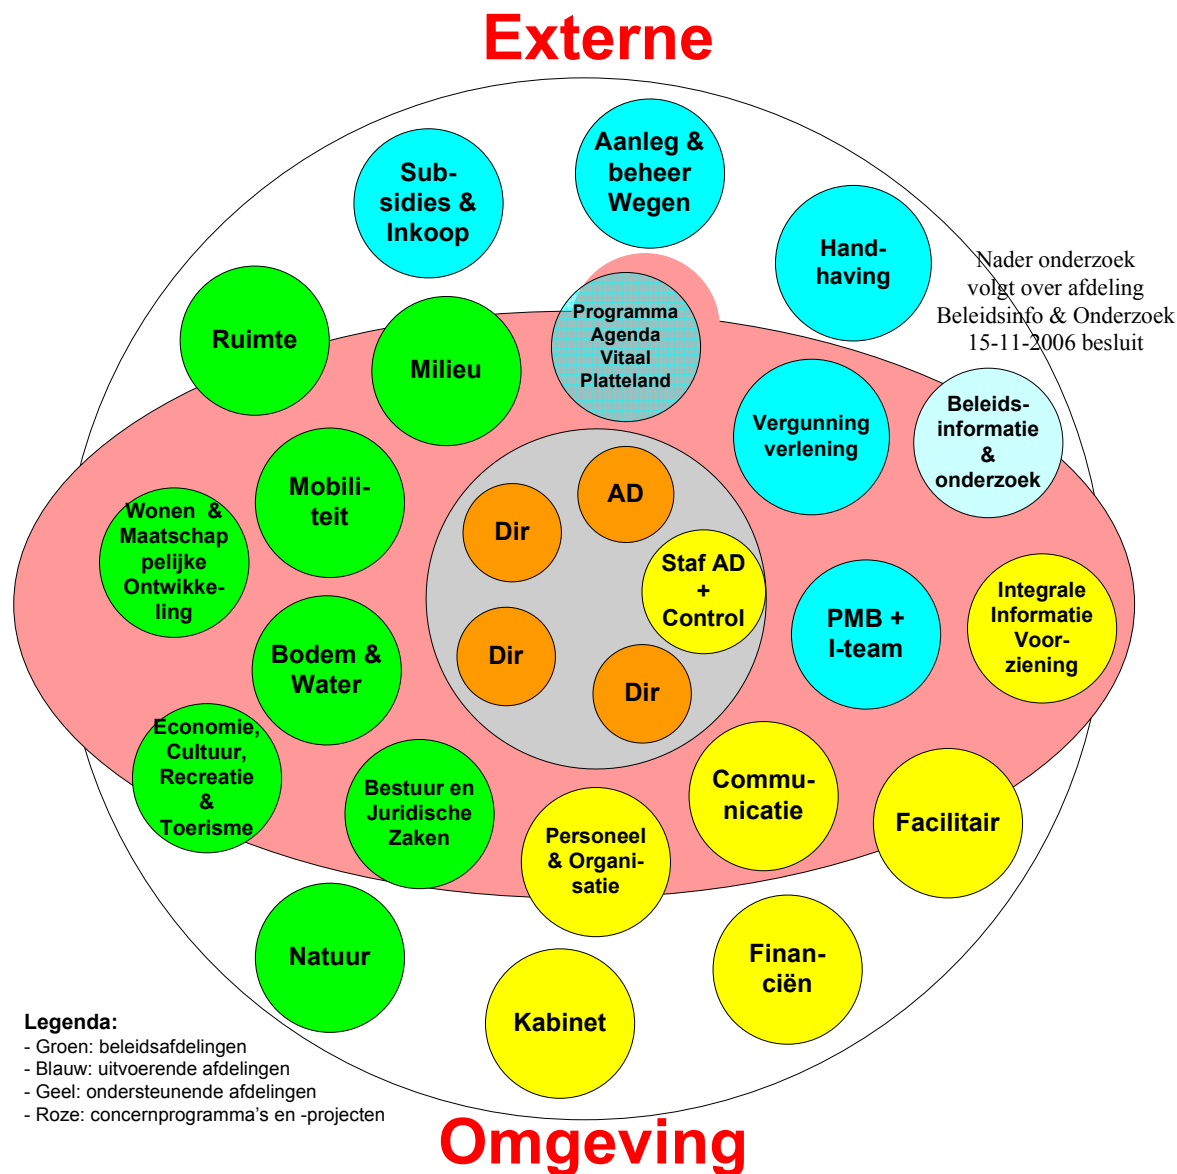 Externe
Aanleg &
beheer
Wegen
Sub-
sidies &
Inkoop
Hand-
having
Nader onderzoek
volgt over afdeling
Beleidsinfo & Onderzoek
15-11-2006 besluit
Ruimte
Milieu
Programma
Agenda
Vitaal
Platteland
Vergunning
verlening
Beleids-
informatie
&
onderzoek
Mobili-
teit
AD
Dir
Wonen &
Maatschap
pelijke
Ontwikke-
ling
Staf AD
+
Control
PMB +
I-team
Integrale
Informatie
Voor-
ziening
Bodem &
Water
Dir
Dir
Economie,
Cultuur,
Recreatie
&
Toerisme
Bestuur en
Juridische
Zaken
Personeel
& Organi-
satie
Commu-
nicatie
Facilitair
Natuur
Kabinet
Finan-
ciën
Legenda:
- Groen: beleidsafdelingen
- Blauw: uitvoerende afdelingen
- Geel: ondersteunende afdelingen
- Roze: concernprogramma’s en -projecten
Omgeving